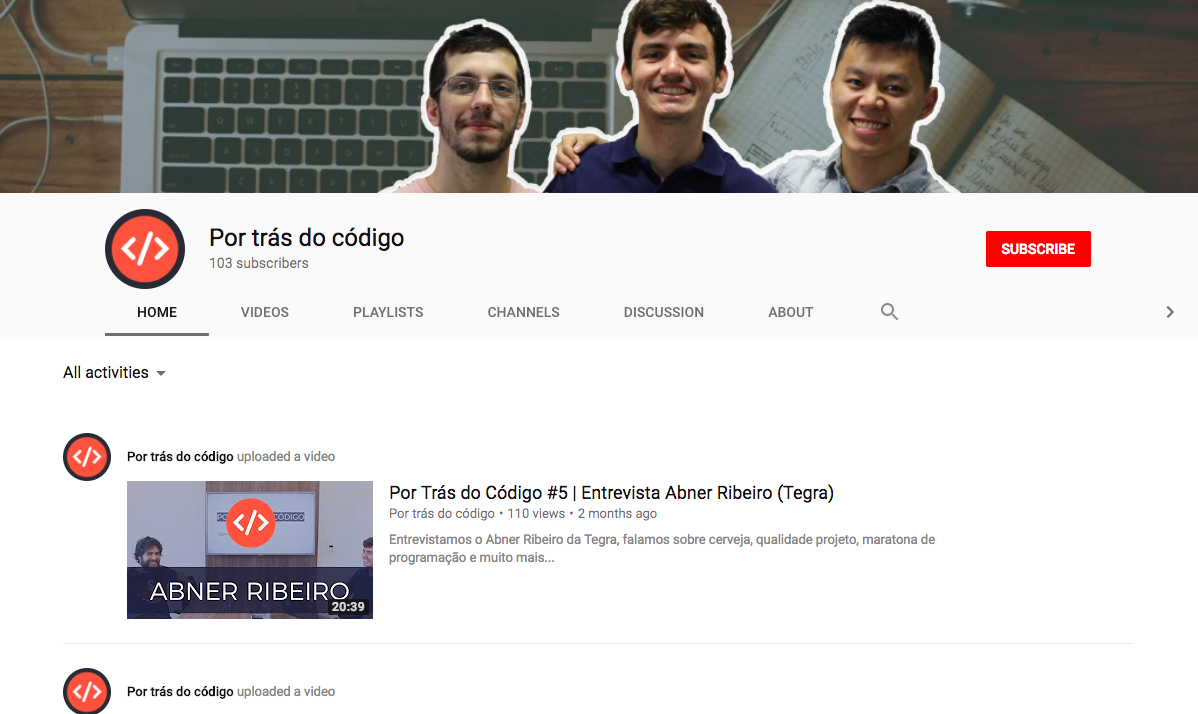 Por trás do código
103 subscribers
SUBSCRIBE
HOME VIDEOS PLAYLISTS CHANNELS DISCUSSION ABOUT
All activities
Por trás do código uploaded a video
Por Trás do Código #5 | Entrevista Abner Ribeiro (Tegra)
Por trás do código • 110 views • 2 months ago
Entrevistamos o Abner Ribeiro da Tegra, falamos sobre cerveja, qualidade projeto, maratona de
programação e muito mais...
CÓDIGO
</>
ABNER RIBEIRO
20:39
Por trás do código uploaded a video